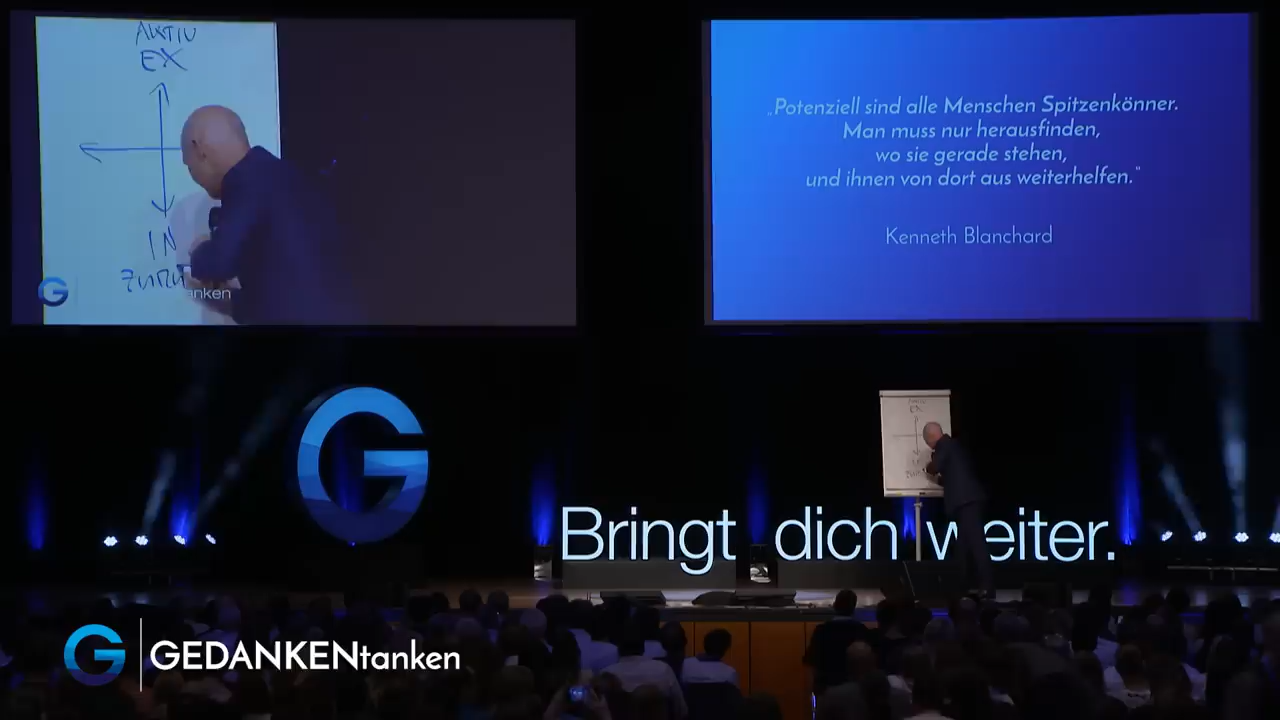 AKTIV
EX
IN
„Potenziell sind alle Menschen Spitzenkönner.
Man muss nur herausfinden,
wo sie gerade stehen,
und ihnen von dort aus weiterhelfen.“
Kenneth Blanchard
EX
Bringt dich weiter.
GEDANKENtanken